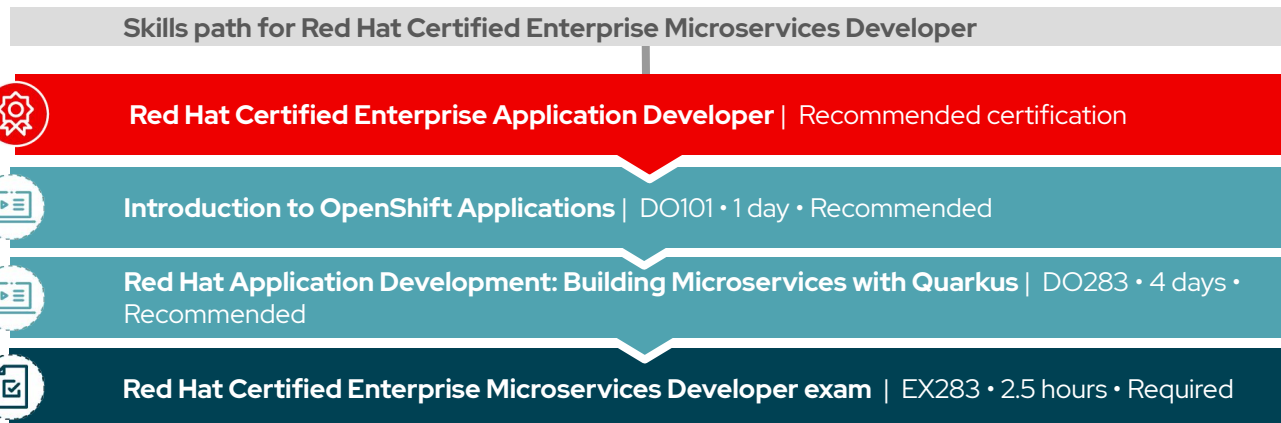 Skills path for Red Hat Certified Enterprise Microservices Developer
Red Hat Certified Enterprise Application Developer | Recommended certification
Introduction to OpenShift Applications | DO101 • 1 day • Recommended
Red Hat Application Development: Building Microservices with Quarkus | DO283 • 4 days •
Recommended
Red Hat Certified Enterprise Microservices Developer exam | EX283 • 2.5 hours • Required